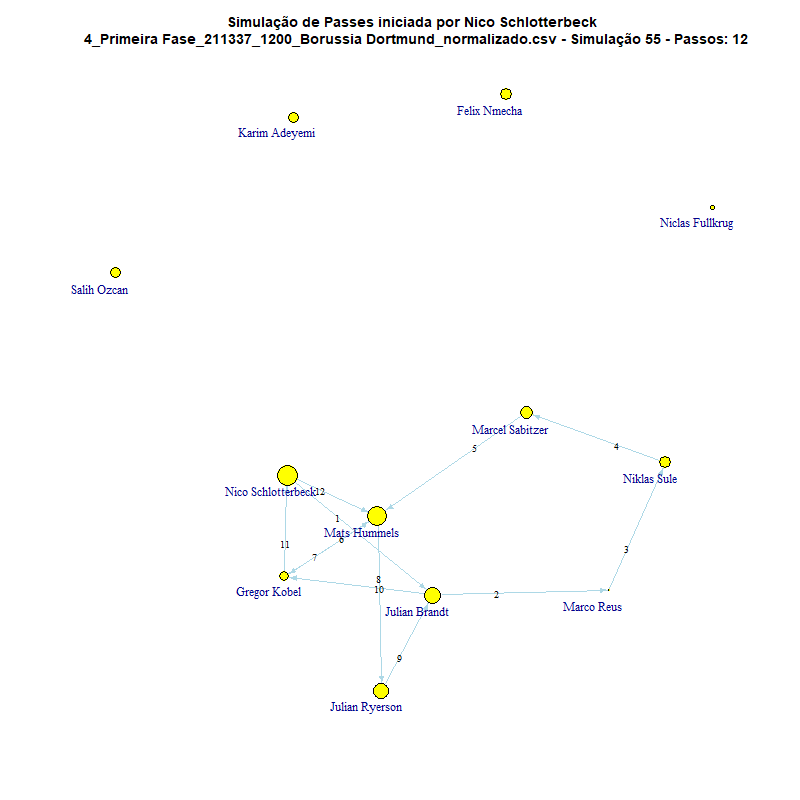 Simulação de Passes iniciada por Nico Schlotterbeck
4_Primeira Fase_211337_1200_Borussia Dortmund_normalizado.csv - Simulação 55 - Passos: 12
Felix Nmecha
Karim Adeyemi
Niclas Fullkrug
Salih Ozcan
Marcel Sabitzer
4
5
Niklas Sule
Nico Schlotterbeck
12
1
Mats Hummels
6
11
7
3
8
Gregor Kobel
10
2
Marco Reus
Julian Brandt
9
Julian Ryerson